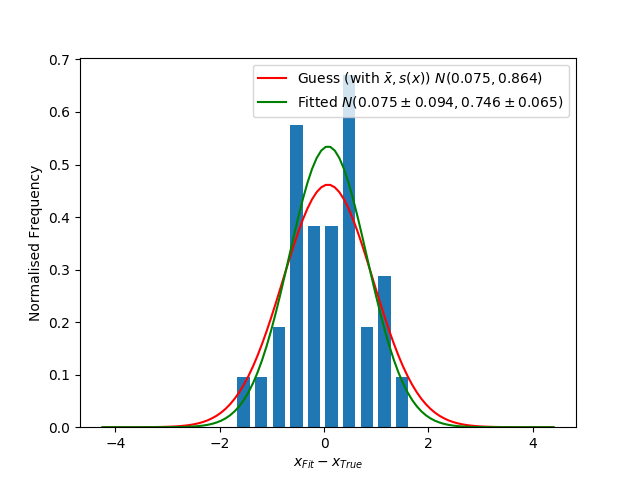 Guess (with x̄, s(x)) N(0.075, 0.864)
Fitted N(0.075 ± 0.094, 0.746 ± 0.065)
Normalised Frequency
0.7
0.6
0.5
0.4
0.3
0.2
0.1
0.0
−4 −2 0 2 4
x_Fit − x_True